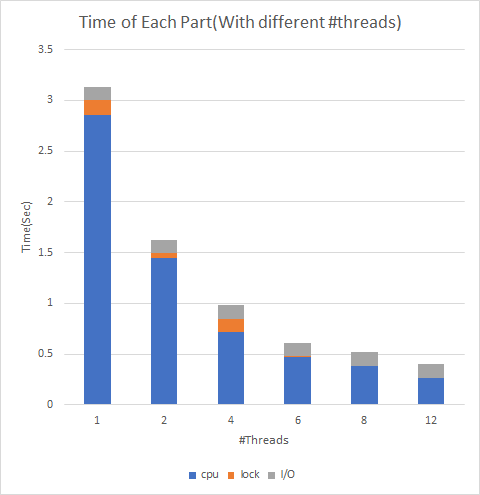 Time of Each Part(With different #threads)
3.5
3
2.5
2
1.5
1
0.5
0
Time(Sec)
1 2 4 6 8 12
#Threads
cpu lock I/O